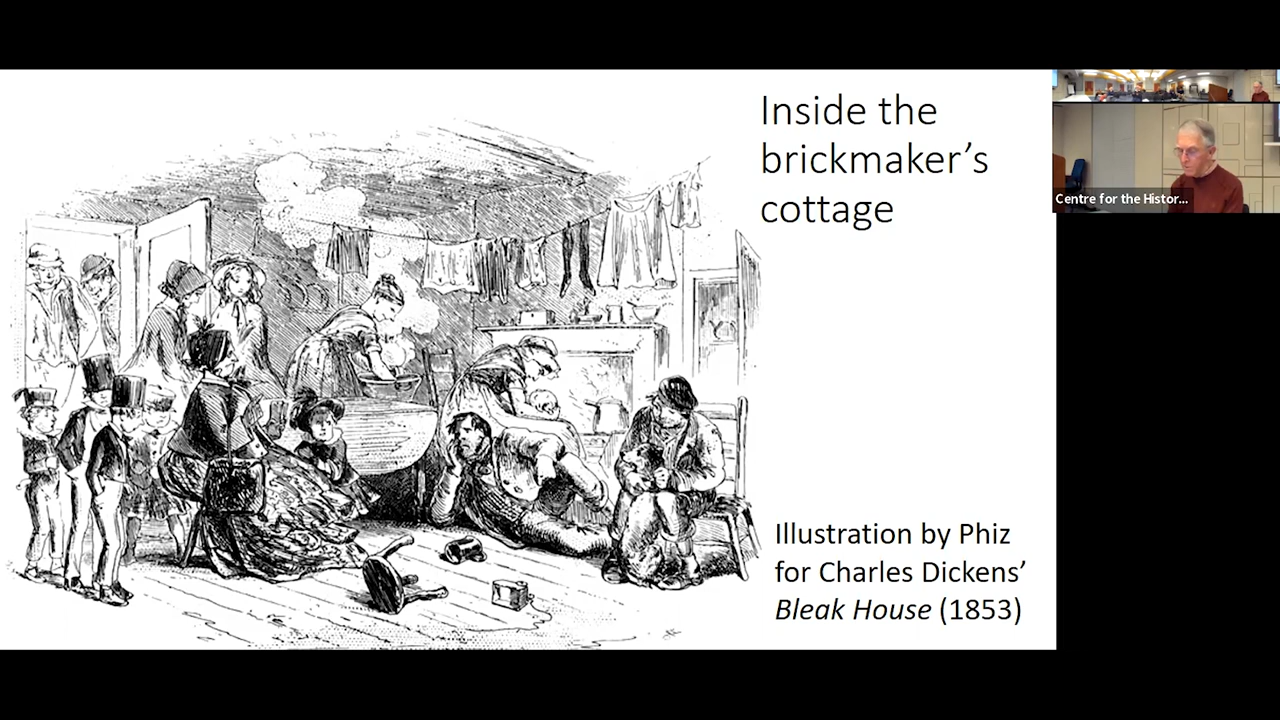 Inside the
brickmaker’s
cottage
Illustration by Phiz
for Charles Dickens’
Bleak House (1853)
Centre for the Histor...